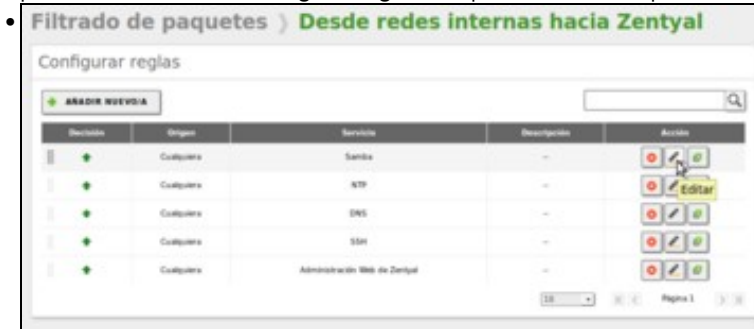 Filtrado de paquetes 〉 Desde redes internas hacia Zentyal
Configurar reglas
+ AÑADIR NUEVO/A
Decisión Origen Servicio Descripción Acción
Cualquiera Samba --
Editar
Cualquiera NTP --
Cualquiera DNS --
Cualquiera SSH --
Cualquiera Administración Web de Zentyal --
10 Página 1